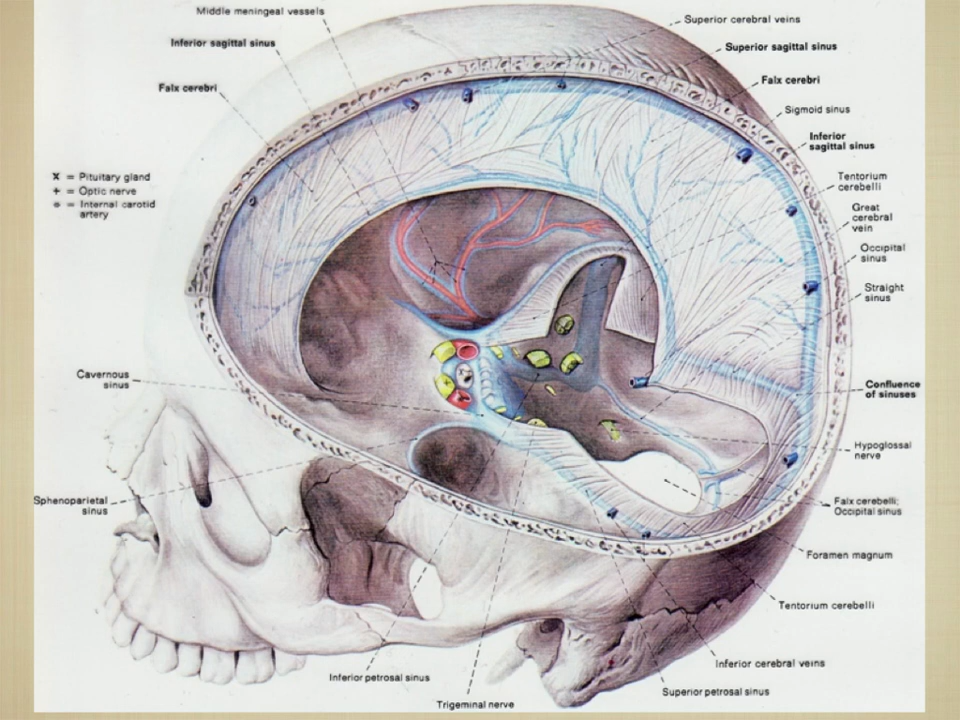 Middle meningeal vessels
Inferior sagittal sinus
Falx cerebri
x = Pituitary gland
+ = Optic nerve
* = Internal carotid
artery
Cavernous
sinus
Sphenoparietal
sinus
Inferior petrosal sinus
Trigeminal nerve
Superior cerebral veins
Superior sagittal sinus
Falx cerebri
Sigmoid sinus
Inferior
sagittal sinus
Tentorium
cerebelli
Great
cerebral
vein
Occipital
sinus
Straight
sinus
Confluence
of sinuses
Hypoglossal
nerve
Falx cerebelli;
Occipital sinus
Foramen magnum
Tentorium cerebelli
Inferior cerebral veins
Superior petrosal sinus